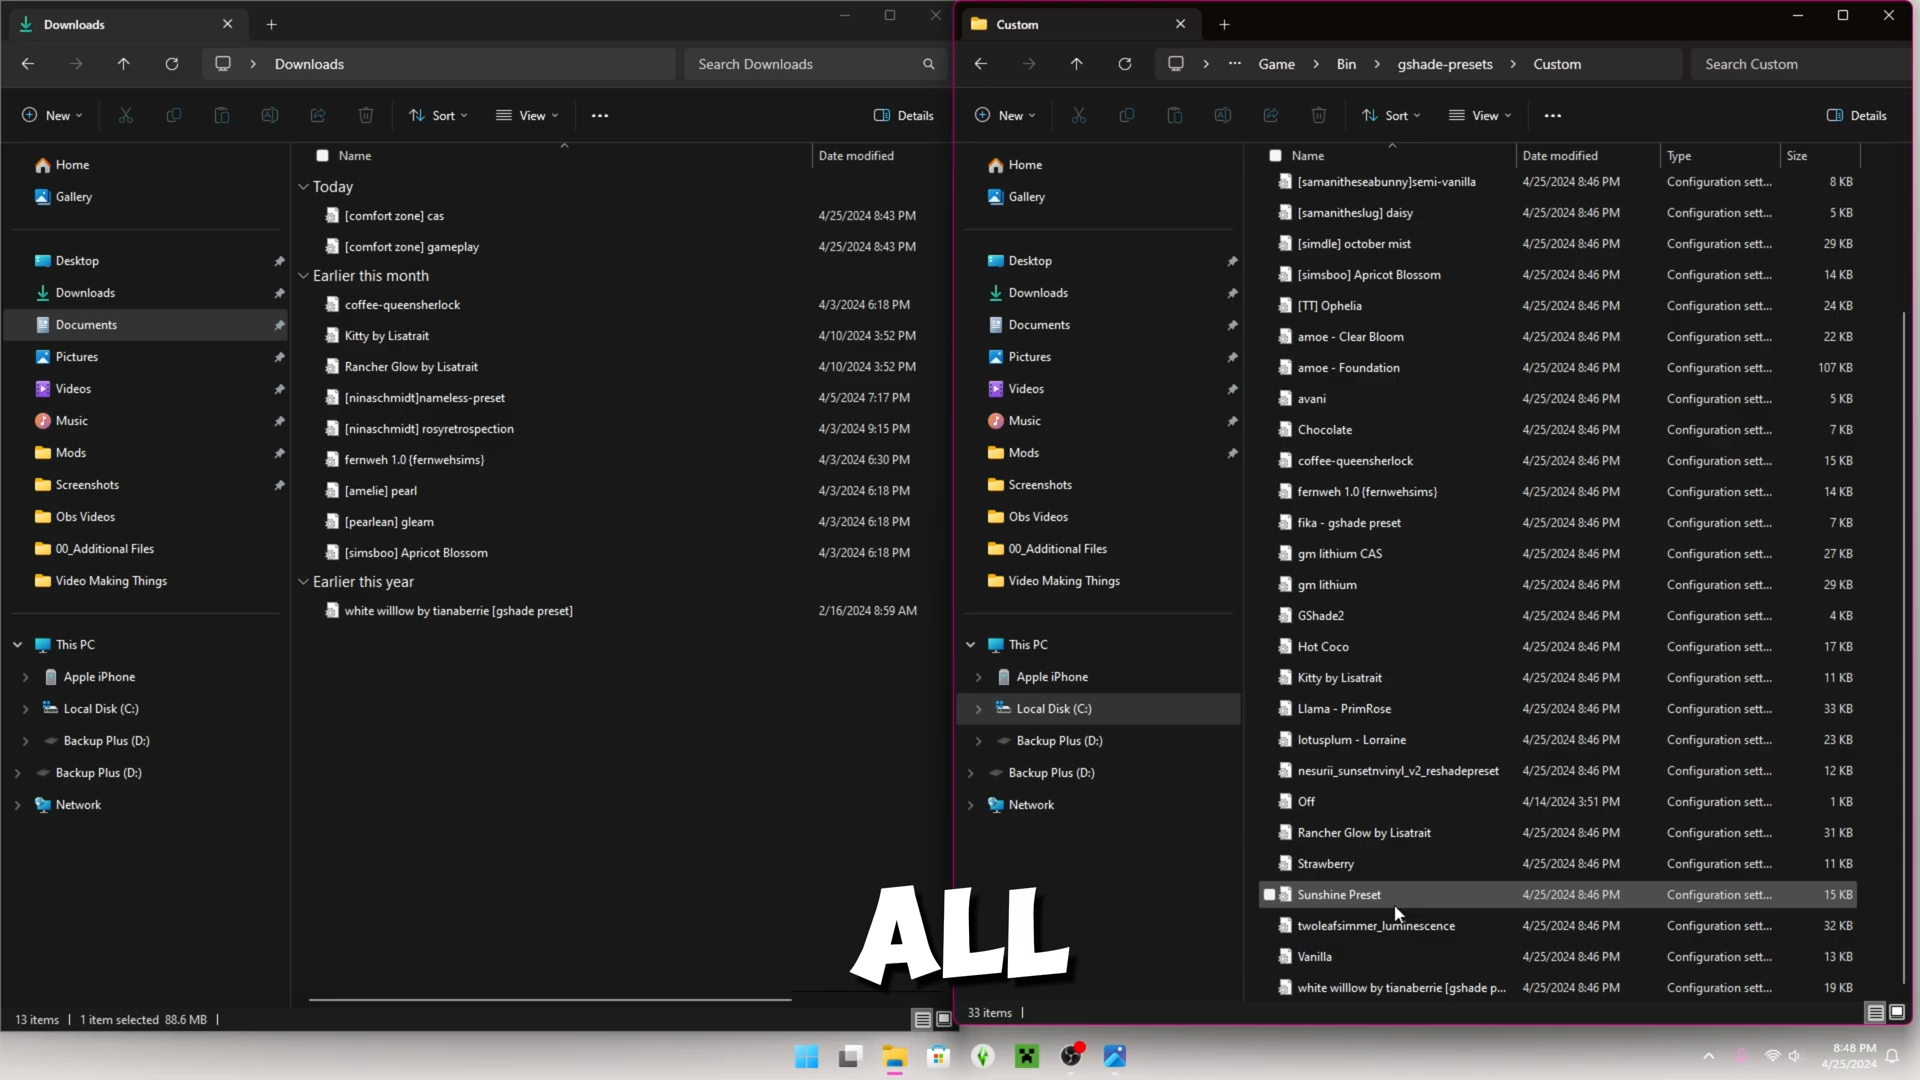 Downloads
Downloads
Search Downloads
New
Sort
View
Details
Home
Gallery
Desktop
Downloads
Documents
Pictures
Videos
Music
Mods
Screenshots
Obs Videos
00_Additional Files
Video Making Things
This PC
Apple iPhone
Local Disk (C:)
Backup Plus (D:)
Backup Plus (D:)
Network
Name Date modified
Today
[comfort zone] cas 4/25/2024 8:43 PM
[comfort zone] gameplay 4/25/2024 8:43 PM
Earlier this month
coffee-queensherlock 4/3/2024 6:18 PM
Kitty by Lisatrait 4/10/2024 3:52 PM
Rancher Glow by Lisatrait 4/10/2024 3:52 PM
[ninaschmidt]nameless-preset 4/5/2024 7:17 PM
[ninaschmidt] rosyretrospection 4/3/2024 9:15 PM
fernweh 1.0 {fernwehsims} 4/3/2024 6:30 PM
[amelie] pearl 4/3/2024 6:18 PM
[pearlean] gleam 4/3/2024 6:18 PM
[simsboo] Apricot Blossom 4/3/2024 6:18 PM
Earlier this year
white willlow by tianaberrie [gshade preset] 2/16/2024 8:59 AM
13 items | 1 item selected 88.6 MB |
Custom
... Game > Bin > gshade-presets > Custom
Search Custom
New
Sort
View
Details
Home
Gallery
Desktop
Downloads
Documents
Pictures
Videos
Music
Mods
Screenshots
Obs Videos
00_Additional Files
Video Making Things
This PC
Apple iPhone
Local Disk (C:)
Backup Plus (D:)
Backup Plus (D:)
Network
Name Date modified Type Size
[samanitheseabunny]semi-vanilla 4/25/2024 8:46 PM Configuration sett... 8 KB
[samanitheslug] daisy 4/25/2024 8:46 PM Configuration sett... 5 KB
[simdle] october mist 4/25/2024 8:46 PM Configuration sett... 29 KB
[simsboo] Apricot Blossom 4/25/2024 8:46 PM Configuration sett... 14 KB
[TT] Ophelia 4/25/2024 8:46 PM Configuration sett... 24 KB
amoe - Clear Bloom 4/25/2024 8:46 PM Configuration sett... 22 KB
amoe - Foundation 4/25/2024 8:46 PM Configuration sett... 107 KB
avani 4/25/2024 8:46 PM Configuration sett... 5 KB
Chocolate 4/25/2024 8:46 PM Configuration sett... 7 KB
coffee-queensherlock 4/25/2024 8:46 PM Configuration sett... 15 KB
fernweh 1.0 {fernwehsims} 4/25/2024 8:46 PM Configuration sett... 14 KB
fika - gshade preset 4/25/2024 8:46 PM Configuration sett... 7 KB
gm lithium CAS 4/25/2024 8:46 PM Configuration sett... 27 KB
gm lithium 4/25/2024 8:46 PM Configuration sett... 29 KB
GShade2 4/25/2024 8:46 PM Configuration sett... 4 KB
Hot Coco 4/25/2024 8:46 PM Configuration sett... 17 KB
Kitty by Lisatrait 4/25/2024 8:46 PM Configuration sett... 11 KB
Llama - PrimRose 4/25/2024 8:46 PM Configuration sett... 33 KB
lotusplum - Lorraine 4/25/2024 8:46 PM Configuration sett... 23 KB
nesurii_sunsetnvinyl_v2_reshadepreset 4/25/2024 8:46 PM Configuration sett... 12 KB
Off 4/14/2024 3:51 PM Configuration sett... 1 KB
Rancher Glow by Lisatrait 4/25/2024 8:46 PM Configuration sett... 31 KB
Strawberry 4/25/2024 8:46 PM Configuration sett... 11 KB
Sunshine Preset 4/25/2024 8:46 PM Configuration sett... 15 KB
twoleafsimmer_luminescence 4/25/2024 8:46 PM Configuration sett... 32 KB
Vanilla 4/25/2024 8:46 PM Configuration sett... 13 KB
white willlow by tianaberrie [gshade p... 4/25/2024 8:46 PM Configuration sett... 19 KB
33 items |
ALL
8:48 PM
4/25/2024